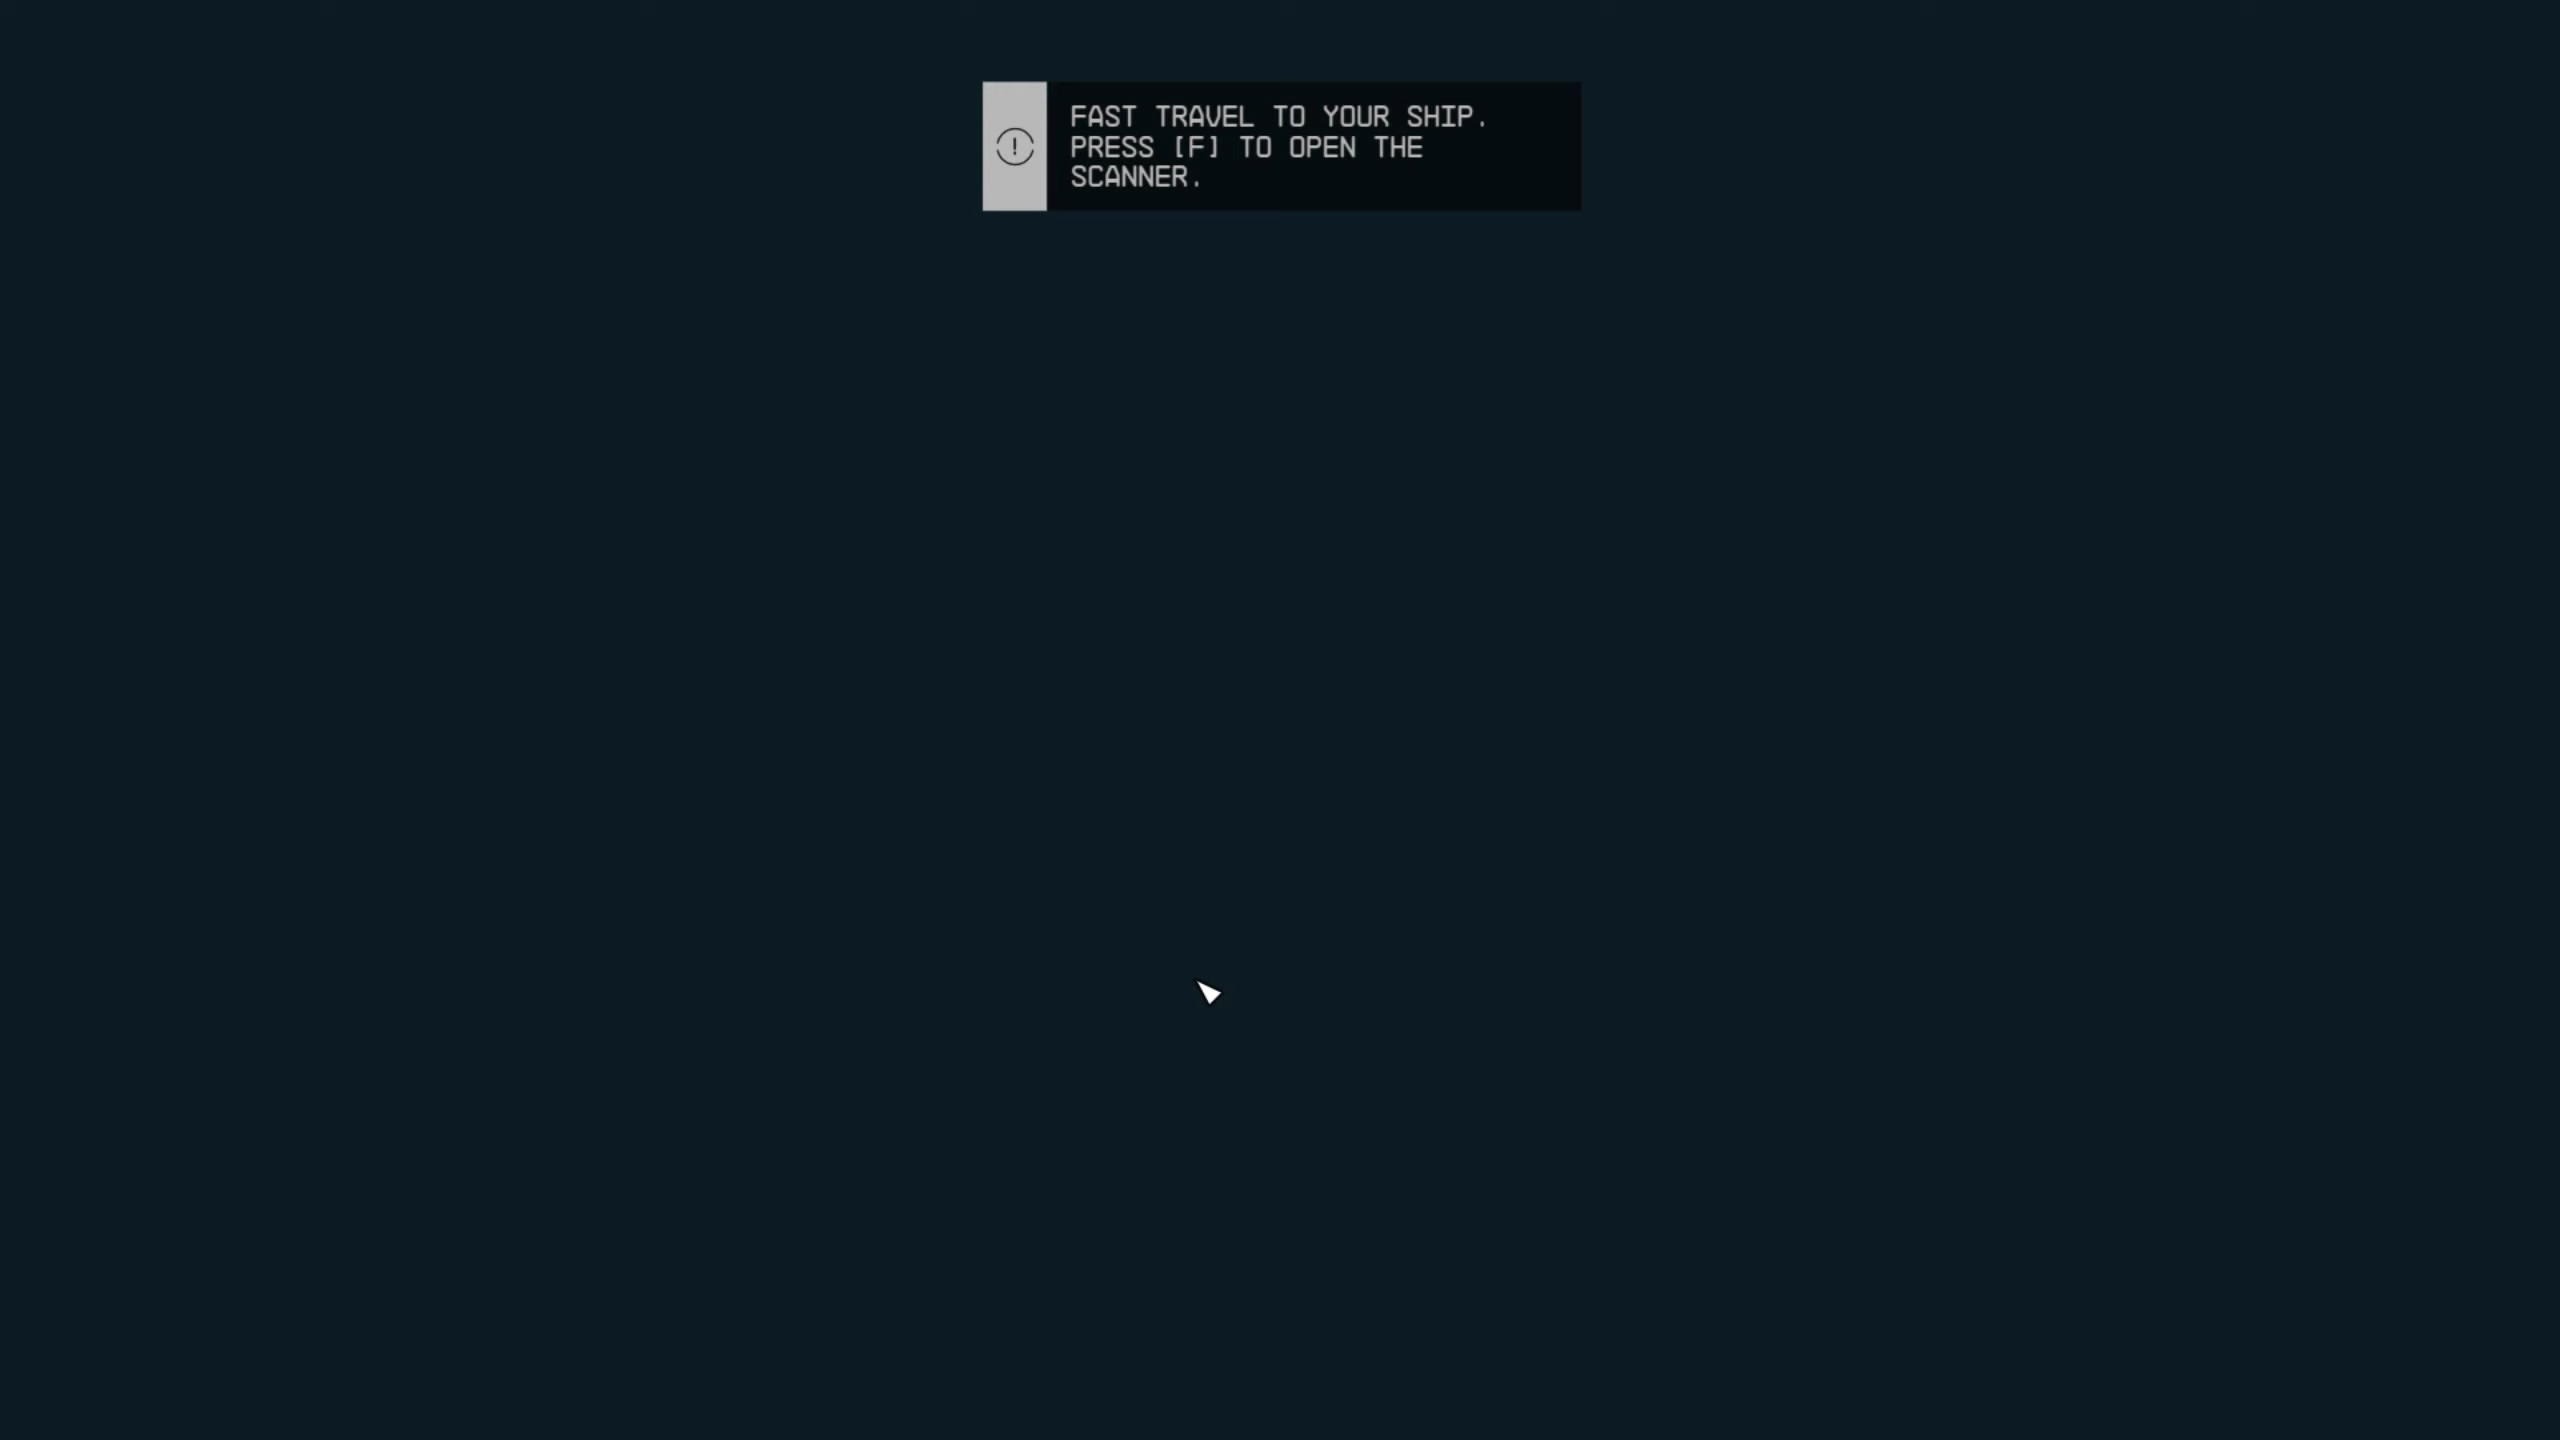 FAST TRAVEL TO YOUR SHIP.
PRESS [F] TO OPEN THE
SCANNER.